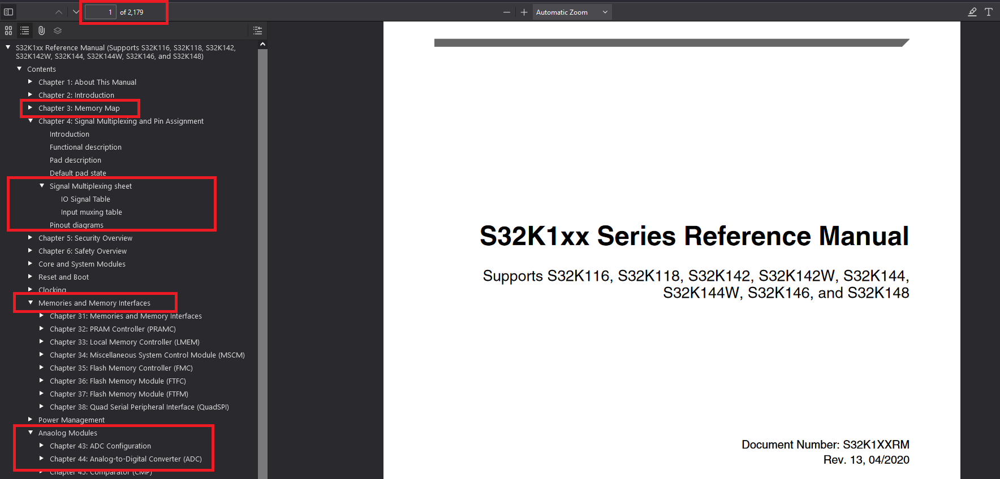 1 of 2,179
Automatic Zoom
S32K1xx Reference Manual (Supports S32K116, S32K118, S32K142,
S32K142W, S32K144, S32K144W, S32K146, and S32K148)
Contents
Chapter 1: About This Manual
Chapter 2: Introduction
Chapter 3: Memory Map
Chapter 4: Signal Multiplexing and Pin Assignment
Introduction
Functional description
Pad description
Default pad state
Signal Multiplexing sheet
IO Signal Table
Input muxing table
Pinout diagrams
Chapter 5: Security Overview
Chapter 6: Safety Overview
Core and System Modules
Reset and Boot
Clocking
Memories and Memory Interfaces
Chapter 31: Memories and Memory Interfaces
Chapter 32: PRAM Controller (PRAMC)
Chapter 33: Local Memory Controller (LMEM)
Chapter 34: Miscellaneous System Control Module (MSCM)
Chapter 35: Flash Memory Controller (FMC)
Chapter 36: Flash Memory Module (FTFC)
Chapter 37: Flash Memory Module (FTFM)
Chapter 38: Quad Serial Peripheral Interface (QuadSPI)
Power Management
Anaolog Modules
Chapter 43: ADC Configuration
Chapter 44: Analog-to-Digital Converter (ADC)
Chapter 45: Comparator (CMP)
S32K1xx Series Reference Manual
Supports S32K116, S32K118, S32K142, S32K142W, S32K144,
S32K144W, S32K146, and S32K148
Document Number: S32K1XXRM
Rev. 13, 04/2020